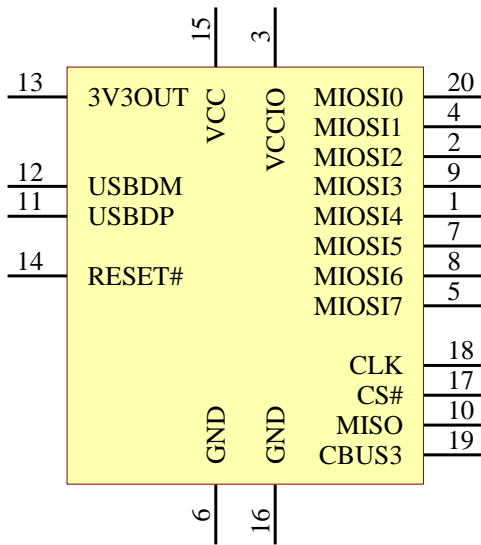 15 3
13 3V3OUT VCC VCCIO MIOSI0 20
MIOSI1 4
MIOSI2 2
12 USBDM MIOSI3 9
11 USBDP MIOSI4 1
MIOSI5 7
14 RESET# MIOSI6 8
MIOSI7 5
CLK 18
CS# 17
GND GND MISO 10
CBUS3 19
6 16